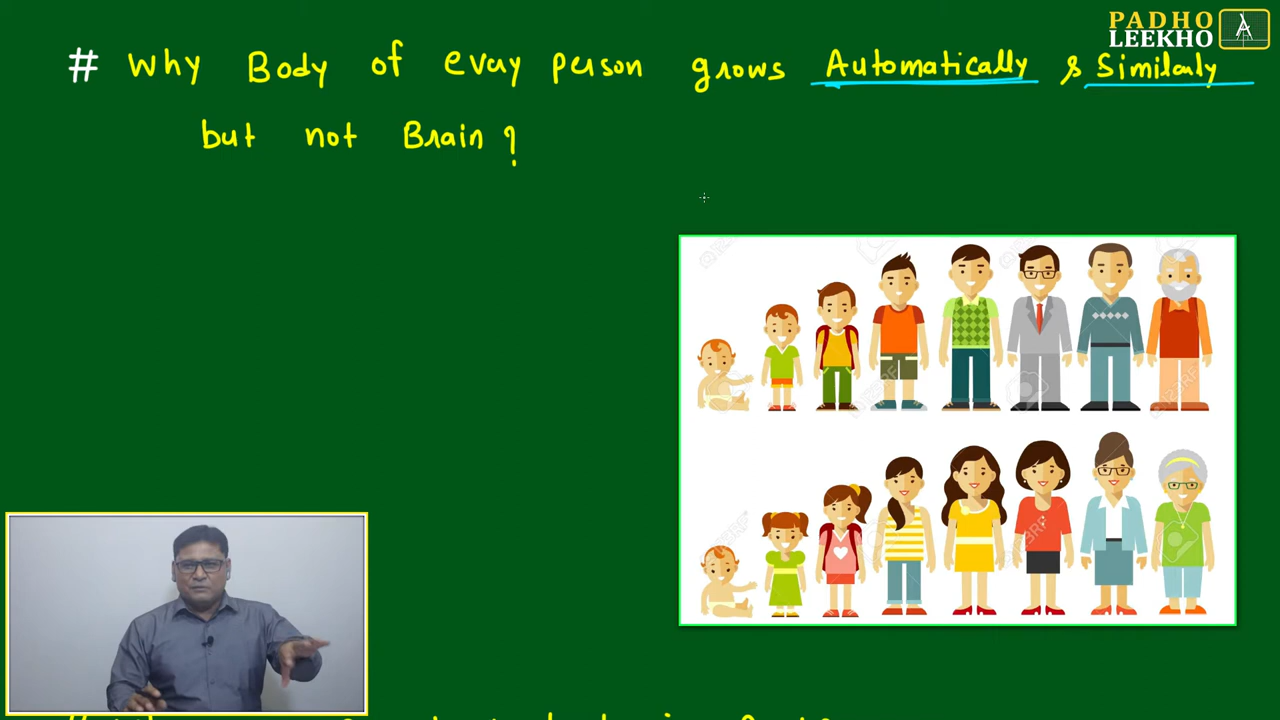 PADHO
LEEKHO
# Why Body of every person grows Automatically & Similarly
but not Brain ?